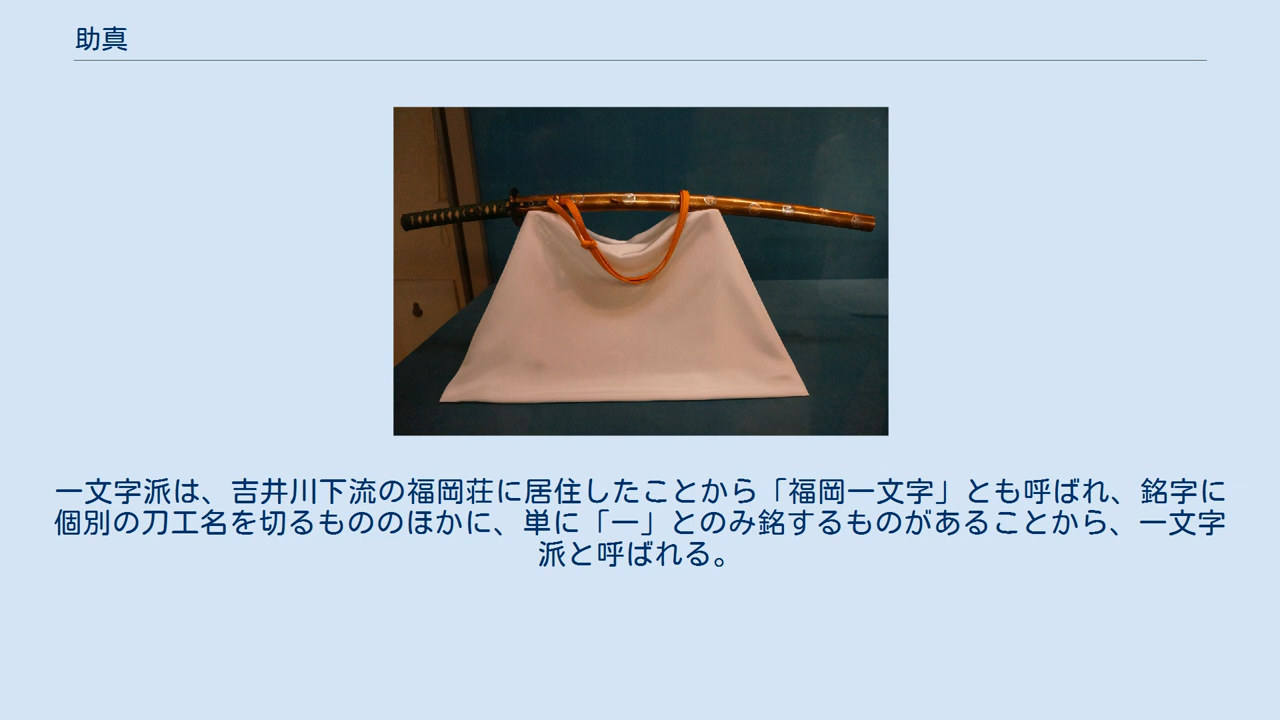 助真
一文字派は、吉井川下流の福岡荘に居住したことから「福岡一文字」とも呼ばれ、銘字に
個別の刀工名を切るもののほかに、単に「一」とのみ銘するものがあることから、一文字
派と呼ばれる。